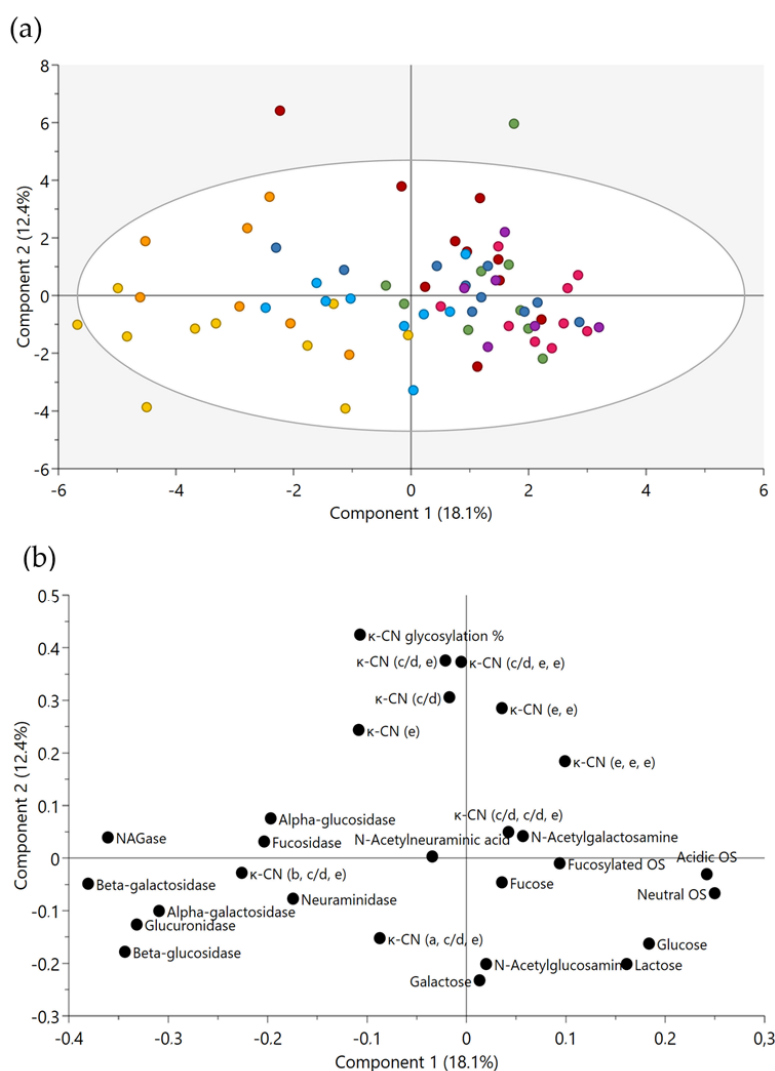 (a)
8
6
4
2
0
-2
-4
-6
Component 2 (12.4%)
-6 -4 -2 0 2 4 6
Component 1 (18.1%)
(b)
0.5
0.4
0.3
0.2
0.1
0
-0.1
-0.2
-0.3
Component 2 (12.4%)
κ-CN glycosylation %
κ-CN (c/d, e)
κ-CN (c/d, e, e)
κ-CN (c/d)
κ-CN (e, e)
κ-CN (e)
κ-CN (e, e, e)
Alpha-glucosidase
κ-CN (c/d, c/d, e)
NAGase
Fucosidase
N-Acetylneuraminic acid
N-Acetylgalactosamine
Fucosylated OS
Acidic OS
κ-CN (b, c/d, e)
Beta-galactosidase
Fucose
Neutral OS
Neuraminidase
Alpha-galactosidase
Glucuronidase
κ-CN (a, c/d, e)
Glucose
Beta-glucosidase
N-Acetylglucosamin
Lactose
Galactose
-0.4 -0.3 -0.2 -0.1 0 0.1 0.2 0,3
Component 1 (18.1%)